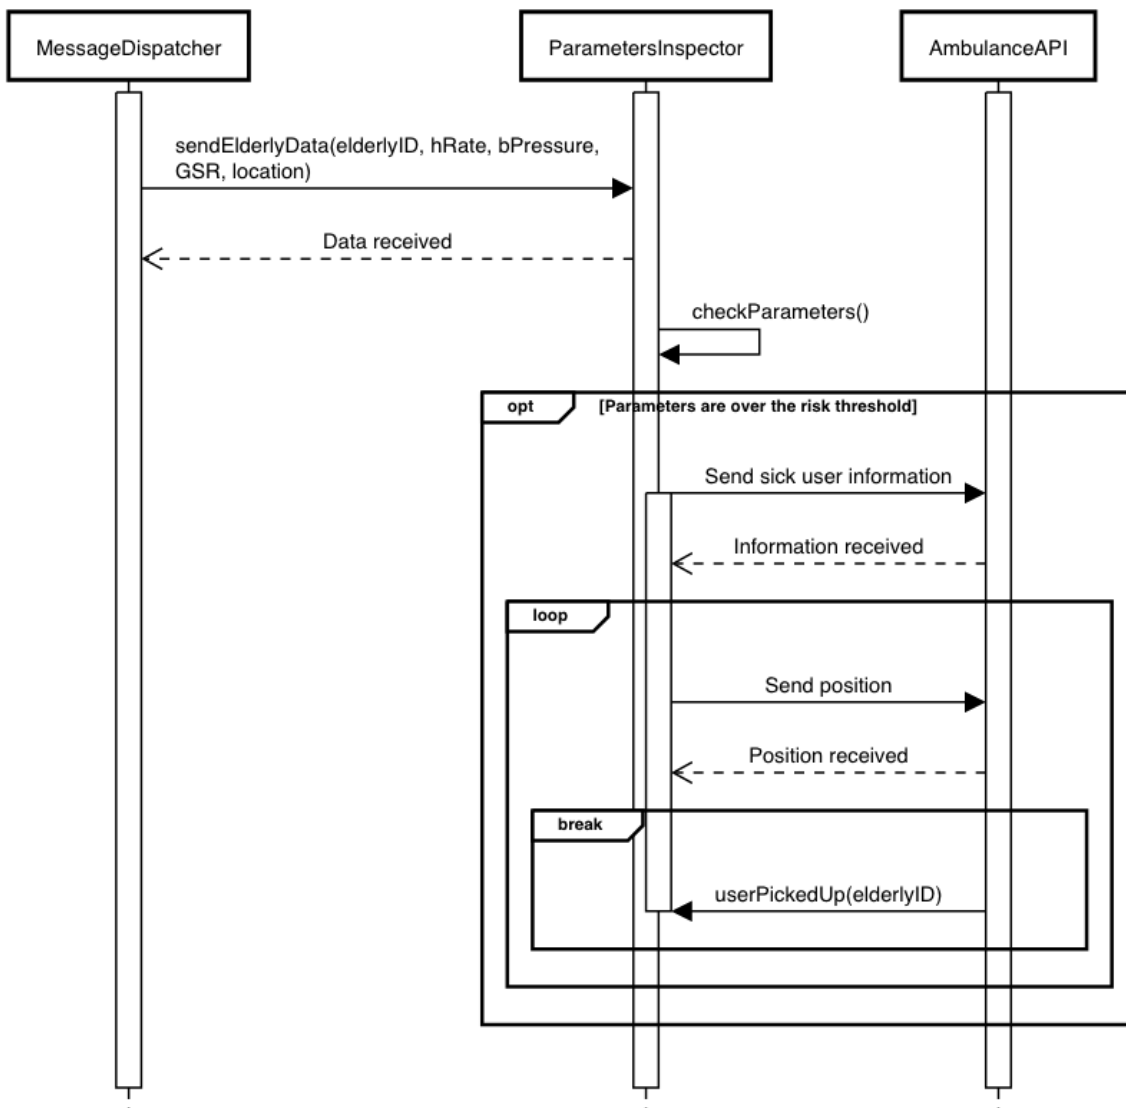 MessageDispatcher
ParametersInspector
AmbulanceAPI
sendElderlyData(elderlyID, hRate, bPressure,
GSR, location)
Data received
checkParameters()
opt
[Parameters are over the risk threshold]
Send sick user information
Information received
loop
Send position
Position received
break
userPickedUp(elderlyID)